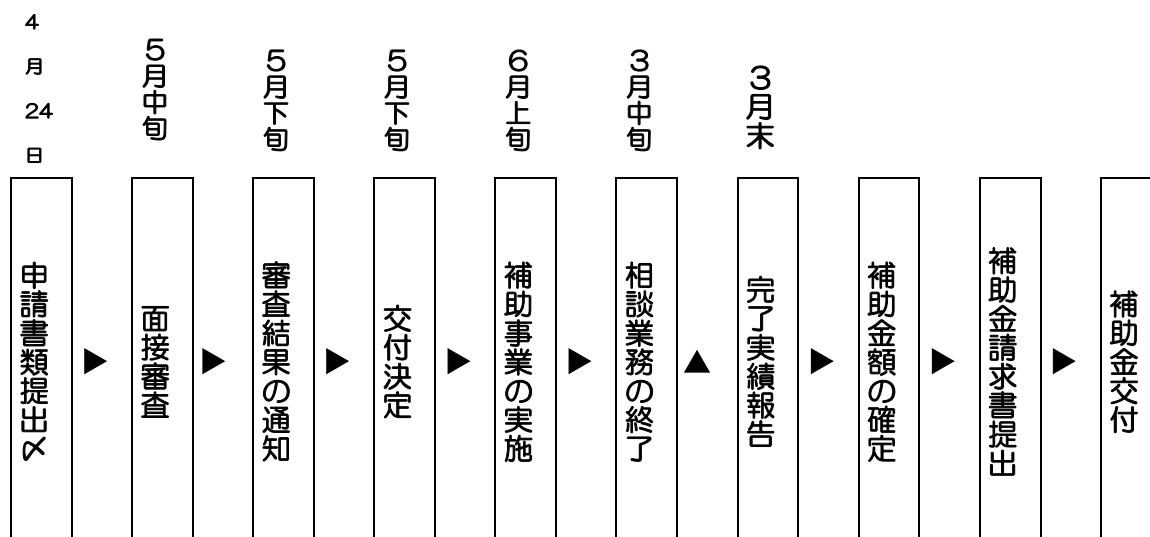 4月24日
申請書類提出〆
▶
5月中旬
面接審査
▶
5月下旬
審査結果の通知
▶
5月下旬
交付決定
▶
6月上旬
補助事業の実施
▶
3月中旬
相談業務の終了
▲
3月末
完了実績報告
▶
補助金額の確定
▶
補助金請求書提出
▶
補助金交付